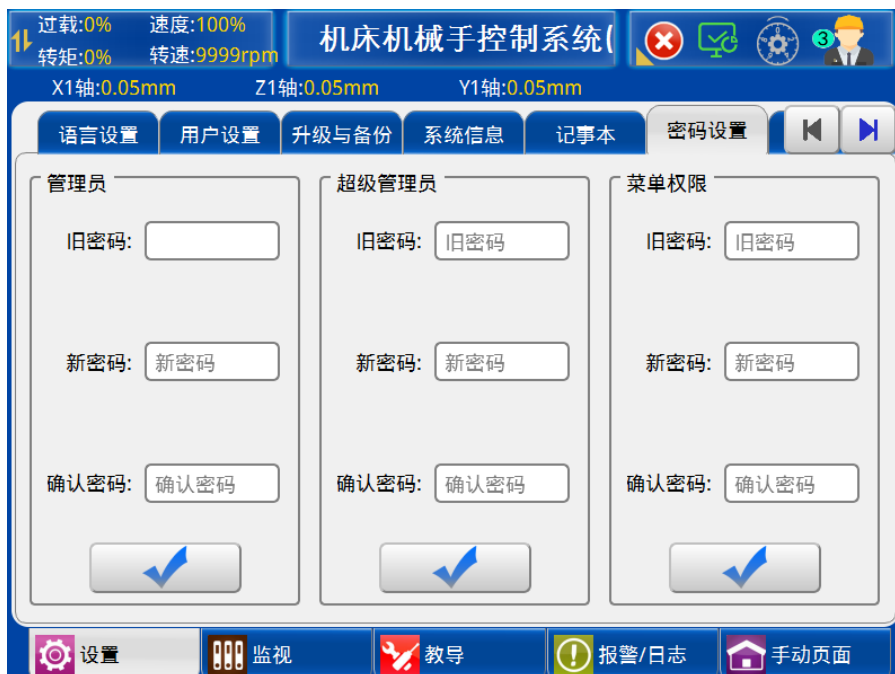 过载:0% 速度:100%
转矩:0% 转速:9999rpm
机床机械手控制系统(
3
X1轴:0.05mm Z1轴:0.05mm Y1轴:0.05mm
语言设置 用户设置 升级与备份 系统信息 记事本 密码设置
管理员 超级管理员 菜单权限
旧密码: 旧密码: 旧密码 旧密码: 旧密码
新密码: 新密码 新密码: 新密码 新密码: 新密码
确认密码: 确认密码 确认密码: 确认密码 确认密码: 确认密码
设置 监视 教导 报警/日志 手动页面